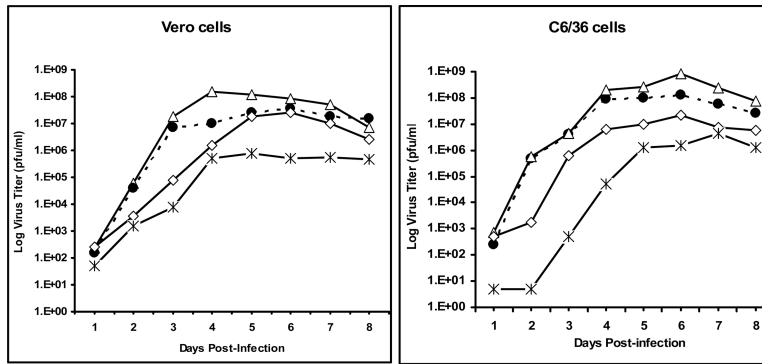 Vero cells
Log Virus Titer (pfu/ml)
1.E+09
1.E+08
1.E+07
1.E+06
1.E+05
1.E+04
1.E+03
1.E+02
1.E+01
1.E+00
1 2 3 4 5 6 7 8
Days Post-Infection
C6/36 cells
Log Virus Titer (pfu/ml
1.E+09
1.E+08
1.E+07
1.E+06
1.E+05
1.E+04
1.E+03
1.E+02
1.E+01
1.E+00
1 2 3 4 5 6 7 8
Days Post-infection